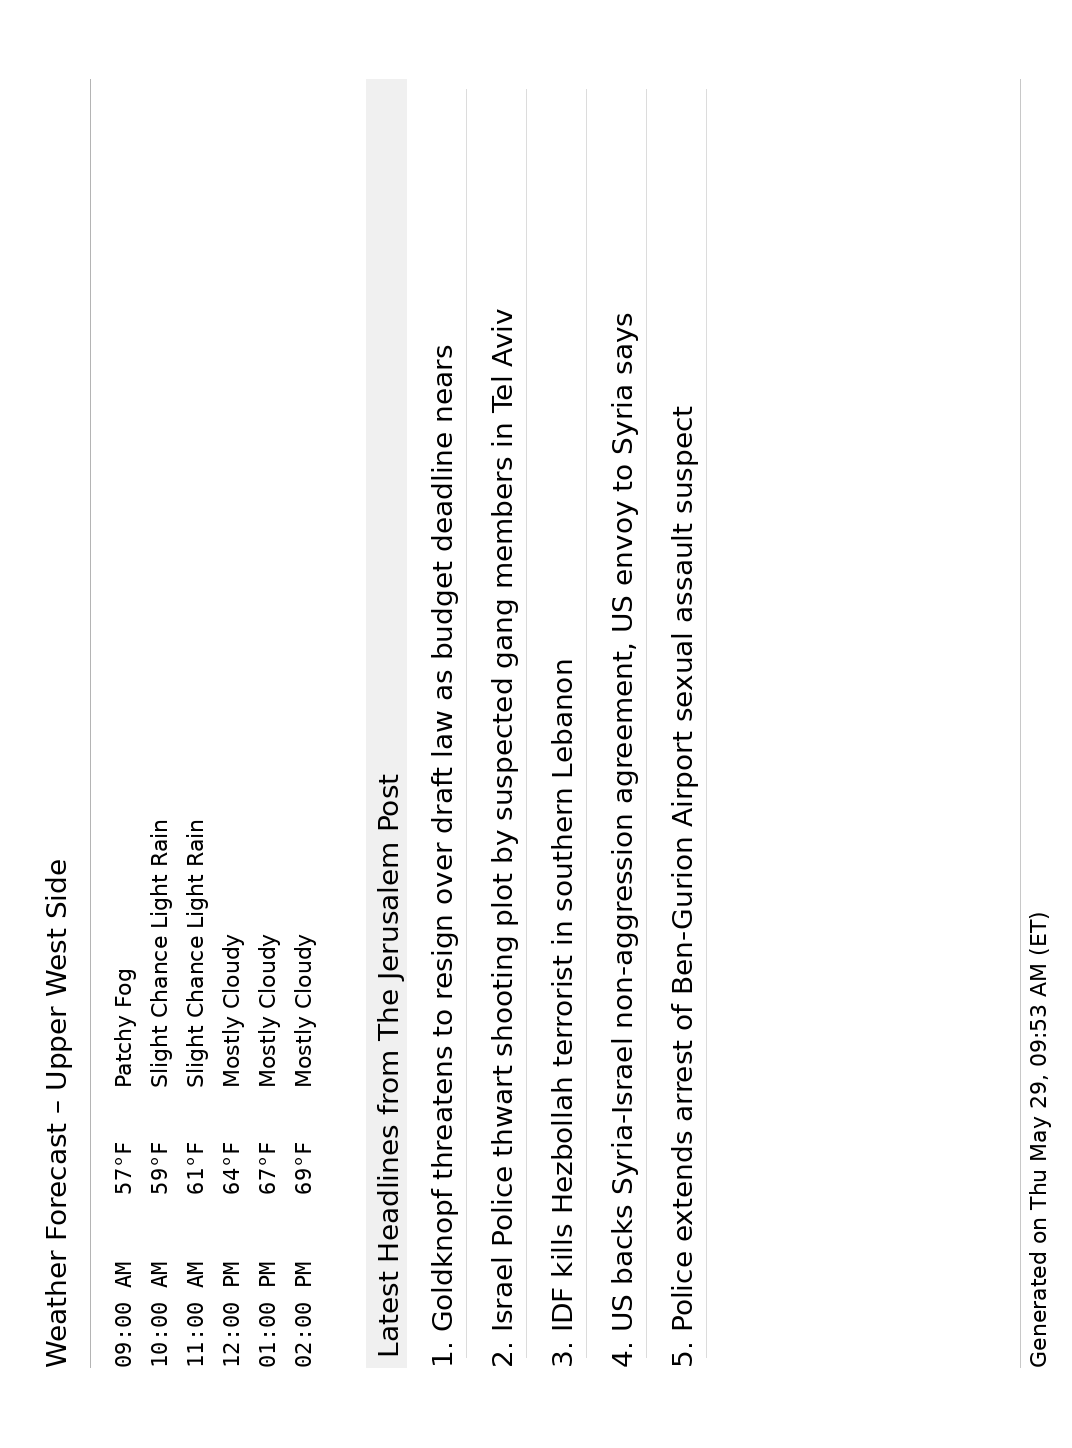 Weather Forecast – Upper West Side
09:00 AM 57°F Patchy Fog
10:00 AM 59°F Slight Chance Light Rain
11:00 AM 61°F Slight Chance Light Rain
12:00 PM 64°F Mostly Cloudy
01:00 PM 67°F Mostly Cloudy
02:00 PM 69°F Mostly Cloudy
Latest Headlines from The Jerusalem Post
1. Goldknopf threatens to resign over draft law as budget deadline nears
2. Israel Police thwart shooting plot by suspected gang members in Tel Aviv
3. IDF kills Hezbollah terrorist in southern Lebanon
4. US backs Syria-Israel non-aggression agreement, US envoy to Syria says
5. Police extends arrest of Ben-Gurion Airport sexual assault suspect
Generated on Thu May 29, 09:53 AM (ET)